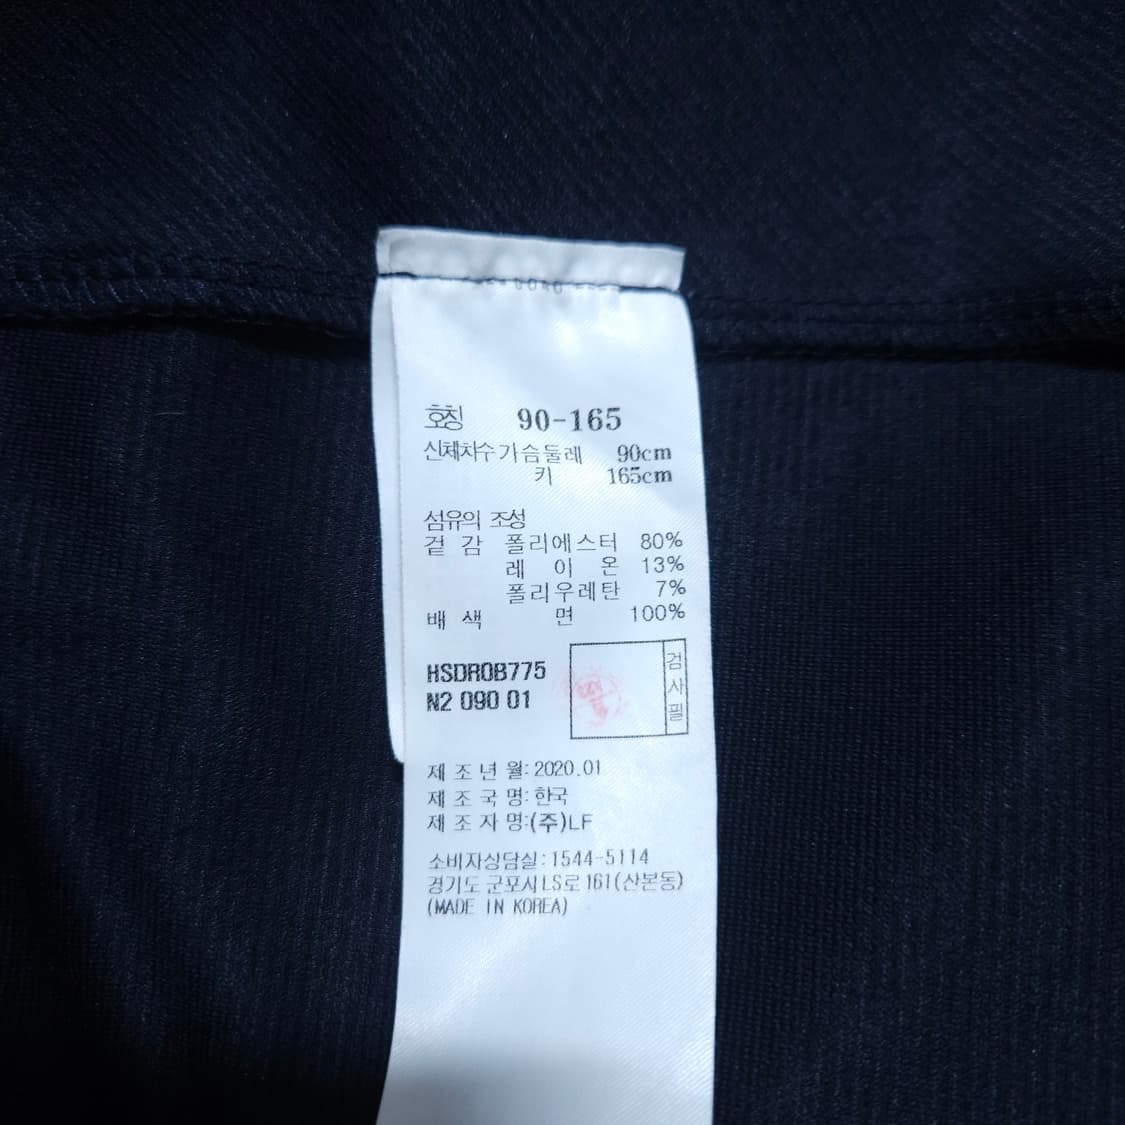 호칭 90-165
신체치수 가슴둘레 90cm
키 165cm
섬유의 조성
겉 감 폴리에스터 80%
레 이 온 13%
폴리우레탄 7%
배 색 면 100%
HSDR0B775
N2 090 01
검
사
필
제 조 년 월: 2020.01
제 조 국 명: 한국
제 조 자 명:(주)LF
소비자상담실:1544-5114
경기도 군포시 LS로 161(산본동)
(MADE IN KOREA)